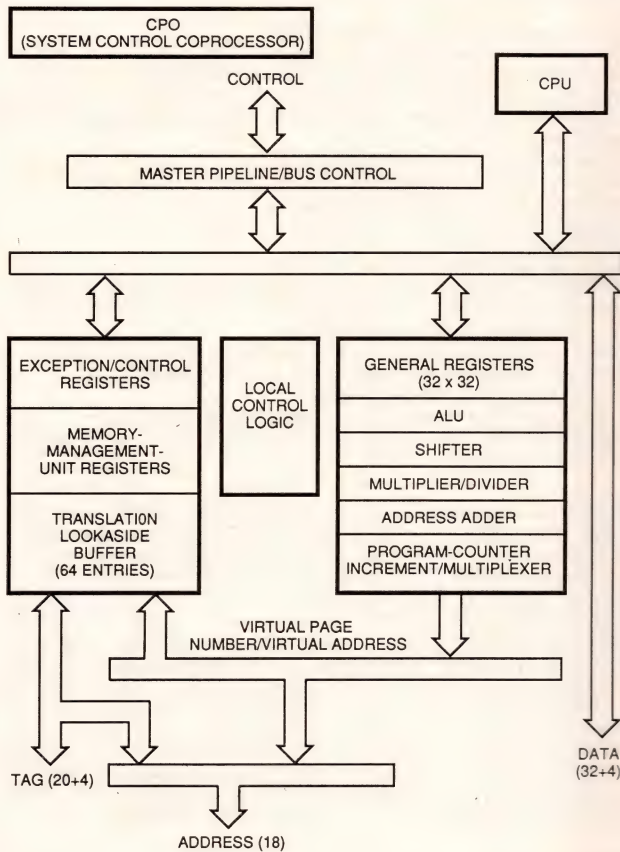 CPO
(SYSTEM CONTROL COPROCESSOR)
CONTROL
CPU
MASTER PIPELINE/BUS CONTROL
EXCEPTION/CONTROL
REGISTERS
MEMORY-
MANAGEMENT-
UNIT REGISTERS
TRANSLATION
LOOKASIDE
BUFFER
(64 ENTRIES)
LOCAL
CONTROL
LOGIC
GENERAL REGISTERS
(32 x 32)
ALU
SHIFTER
MULTIPLIER/DIVIDER
ADDRESS ADDER
PROGRAM-COUNTER
INCREMENT/MULTIPLEXER
VIRTUAL PAGE
NUMBER/VIRTUAL ADDRESS
TAG (20+4)
DATA
(32+4)
ADDRESS (18)